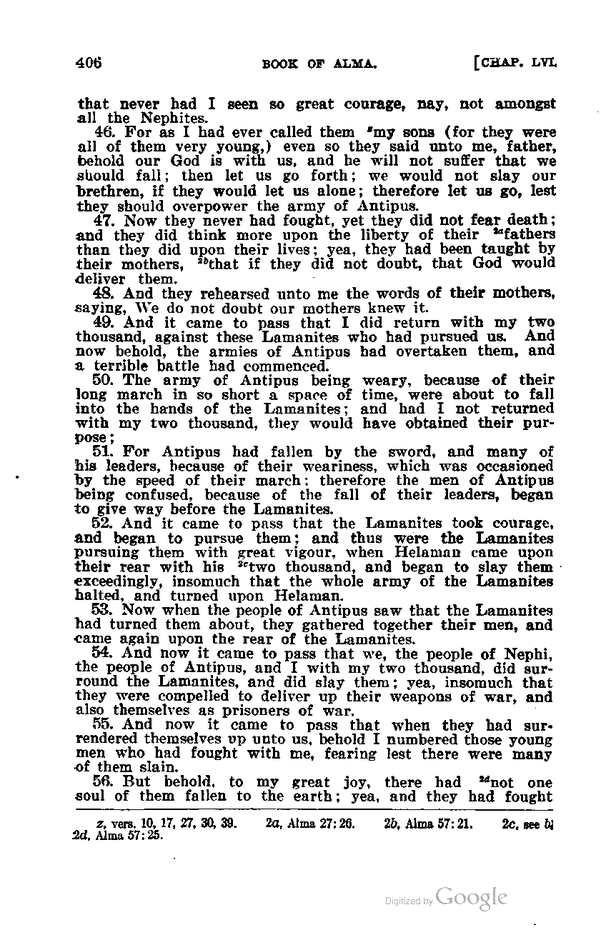 406 BOOK OF ALMA. [CHAP. LVI.
that never had I seen so great courage, nay, not amongst
all the Nephites.
46. For as I had ever called them ᶻmy sons (for they were
all of them very young,) even so they said unto me, father,
behold our God is with us, and he will not suffer that we
should fall; then let us go forth; we would not slay our
brethren, if they would let us alone; therefore let us go, lest
they should overpower the army of Antipus.
47. Now they never had fought, yet they did not fear death;
and they did think more upon the liberty of their ²ᵃfathers
than they did upon their lives; yea, they had been taught by
their mothers, ²ᵇthat if they did not doubt, that God would
deliver them.
48. And they rehearsed unto me the words of their mothers,
saying, We do not doubt our mothers knew it.
49. And it came to pass that I did return with my two
thousand, against these Lamanites who had pursued us. And
now behold, the armies of Antipus had overtaken them, and
a terrible battle had commenced.
50. The army of Antipus being weary, because of their
long march in so short a space of time, were about to fall
into the hands of the Lamanites; and had I not returned
with my two thousand, they would have obtained their pur-
pose;
51. For Antipus had fallen by the sword, and many of
his leaders, because of their weariness, which was occasioned
by the speed of their march; therefore the men of Antipus
being confused, because of the fall of their leaders, began
to give way before the Lamanites.
52. And it came to pass that the Lamanites took courage,
and began to pursue them; and thus were the Lamanites
pursuing them with great vigour, when Helaman came upon
their rear with his ²ᶜtwo thousand, and began to slay them
exceedingly, insomuch that the whole army of the Lamanites
halted, and turned upon Helaman.
53. Now when the people of Antipus saw that the Lamanites
had turned them about, they gathered together their men, and
came again upon the rear of the Lamanites.
54. And now it came to pass that we, the people of Nephi,
the people of Antipus, and I with my two thousand, did sur-
round the Lamanites, and did slay them; yea, insomuch that
they were compelled to deliver up their weapons of war, and
also themselves as prisoners of war.
55. And now it came to pass that when they had sur-
rendered themselves up unto us, behold I numbered those young
men who had fought with me, fearing lest there were many
of them slain.
56. But behold, to my great joy, there had ²ᵈnot one
soul of them fallen to the earth; yea, and they had fought
z, vers. 10, 17, 27, 30, 39. 2a, Alma 27:26. 2b, Alma 57:21. 2c, see
2d, Alma 57:25.
Digitized by Google